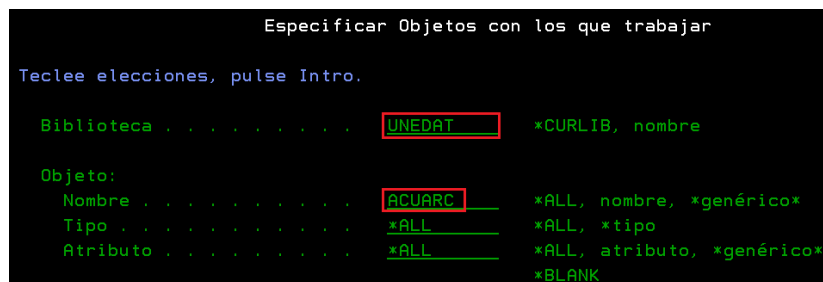 Especificar Objetos con los que trabajar
Teclee elecciones, pulse Intro.
Biblioteca . . . . . . . . . UNEDAT *CURLIB, nombre
Objeto:
Nombre . . . . . . . . . . ACUARC *ALL, nombre, *genérico*
Tipo . . . . . . . . . . . *ALL *ALL, *tipo
Atributo . . . . . . . . . *ALL *ALL, atributo, *genérico*
*BLANK